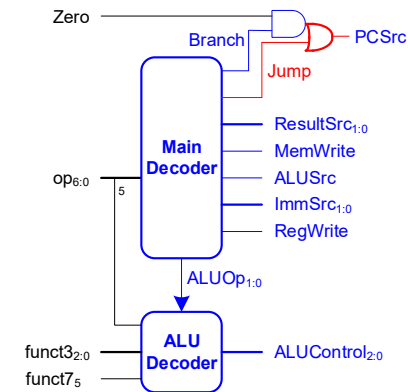 Zero
PCSrc
Branch
Jump
Main
Decoder
ResultSrc1:0
MemWrite
op6:0
5
ALUSrc
ImmSrc1:0
RegWrite
ALUOp1:0
ALU
Decoder
funct32:0
ALUControl2:0
funct75